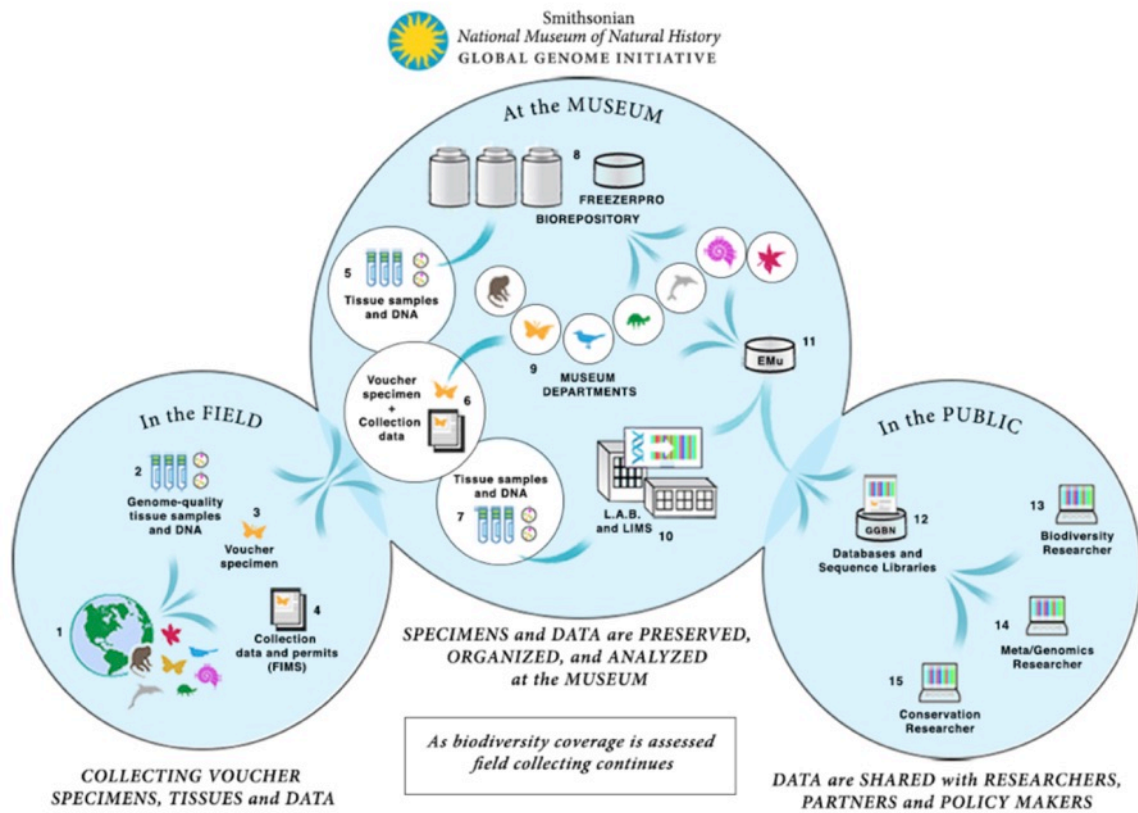 Smithsonian
National Museum of Natural History
GLOBAL GENOME INITIATIVE
At the MUSEUM
8
FREEZERPRO
BIOREPOSITORY
5
Tissue samples
and DNA
9
MUSEUM
DEPARTMENTS
11
EMu
Voucher
specimen
+
Collection
data
6
Tissue samples
and DNA
7
L.A.B.
and LIMS
10
In the FIELD
2
Genome-quality
tissue samples
and DNA
3
Voucher
specimen
1
4
Collection
data and permits
(FIMS)
In the PUBLIC
GGBN
12
Databases and
Sequence Libraries
13
Biodiversity
Researcher
14
Meta/Genomics
Researcher
15
Conservation
Researcher
SPECIMENS and DATA are PRESERVED,
ORGANIZED, and ANALYZED
at the MUSEUM
As biodiversity coverage is assessed
field collecting continues
COLLECTING VOUCHER
SPECIMENS, TISSUES and DATA
DATA are SHARED with RESEARCHERS,
PARTNERS and POLICY MAKERS